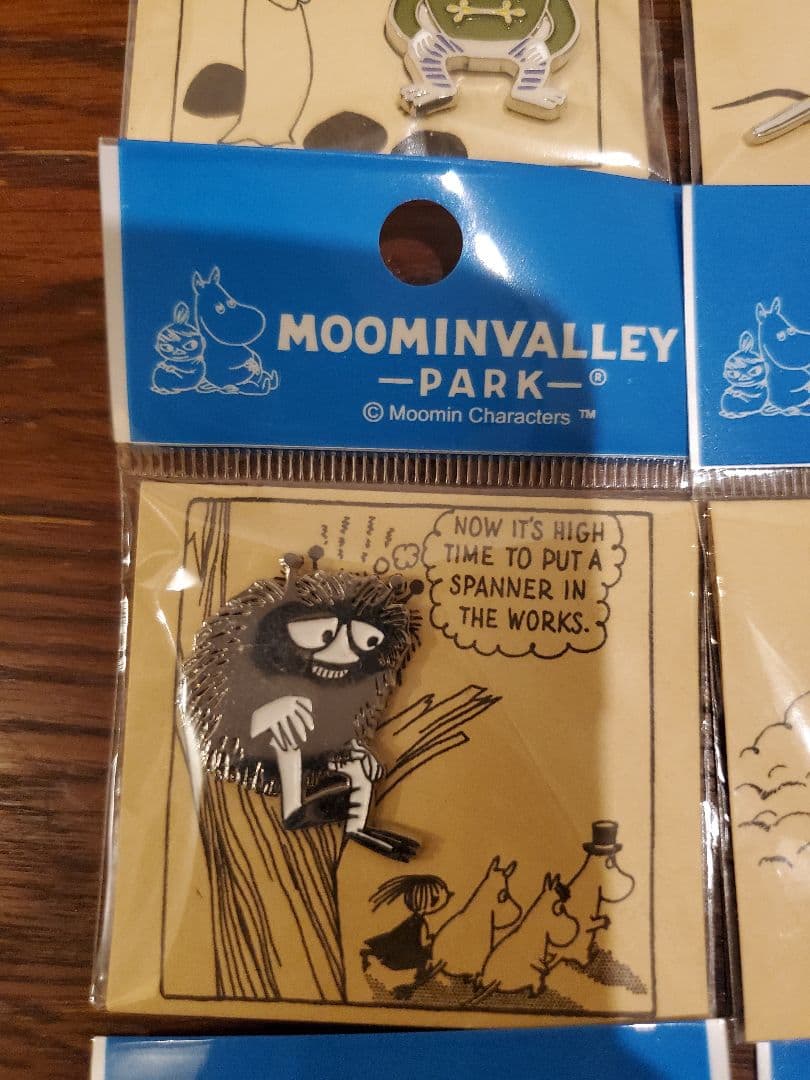 MOOMINVALLEY
—PARK—®
© Moomin Characters ™
NOW IT'S HIGH
TIME TO PUT A
SPANNER IN
THE WORKS.